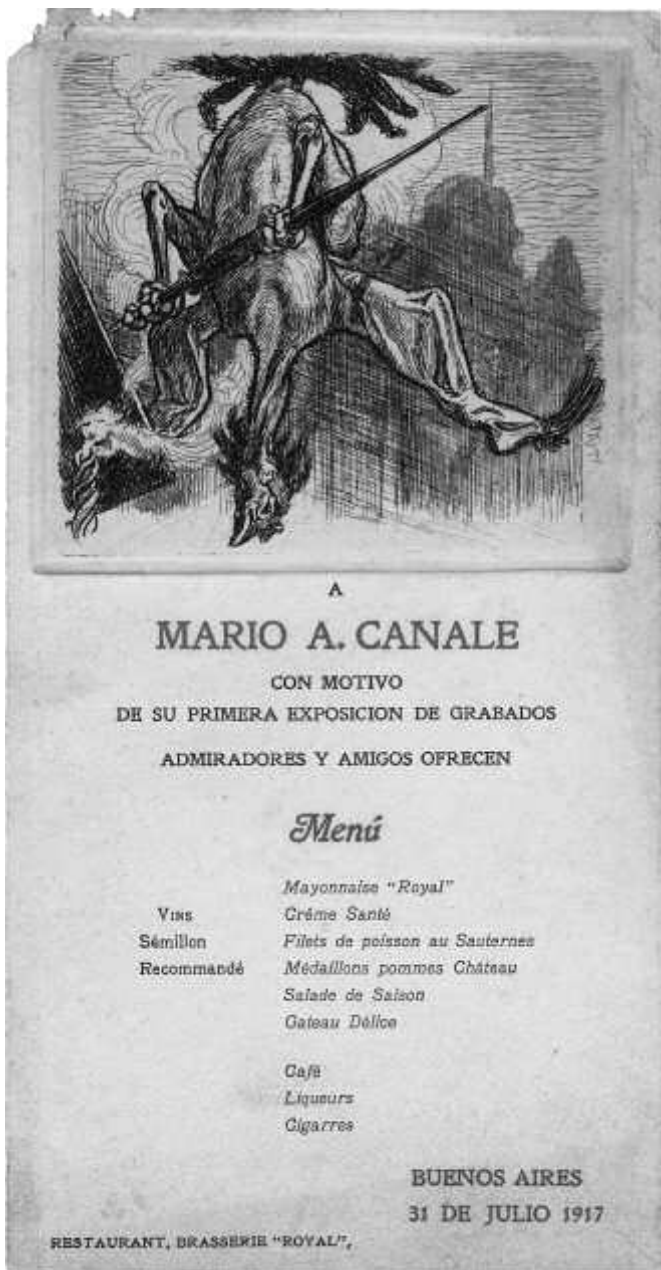 A
MARIO A. CANALE
CON MOTIVO
DE SU PRIMERA EXPOSICION DE GRABADOS
ADMIRADORES Y AMIGOS OFRECEN
Menú
Mayonnaise "Royal"
VINS
Créme Santé
Sémillon
Filets de poisson au Sauternes
Recommandé
Médaillons pommes Château
Salade de Saison
Gateau Délice
Café
Liqueurs
Cigarres
BUENOS AIRES
31 DE JULIO 1917
RESTAURANT, BRASSERIE "ROYAL",